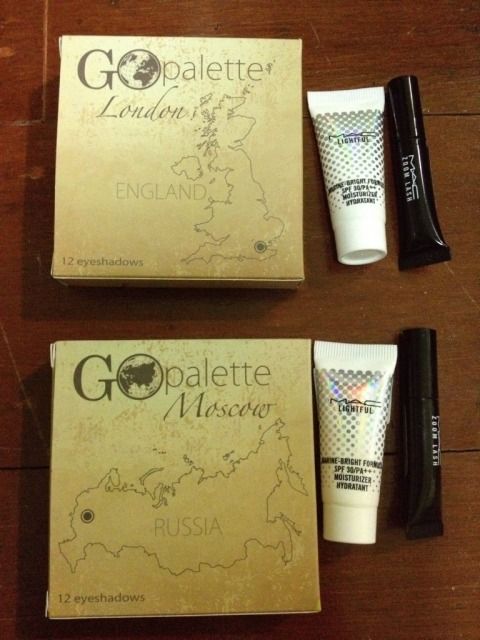 GOpalette
London
ENGLAND
12 eyeshadows
MAC
LIGHTFUL
MARINE-BRIGHT FORMULA
SPF 30/PA++
MOISTURIZER
HYDRATANT
MAC
ZOOM LASH
GOpalette
Moscow
RUSSIA
12 eyeshadows
MAC
LIGHTFUL
MARINE-BRIGHT FORMULA
SPF 30/PA++
MOISTURIZER
HYDRATANT
ZOOM LASH